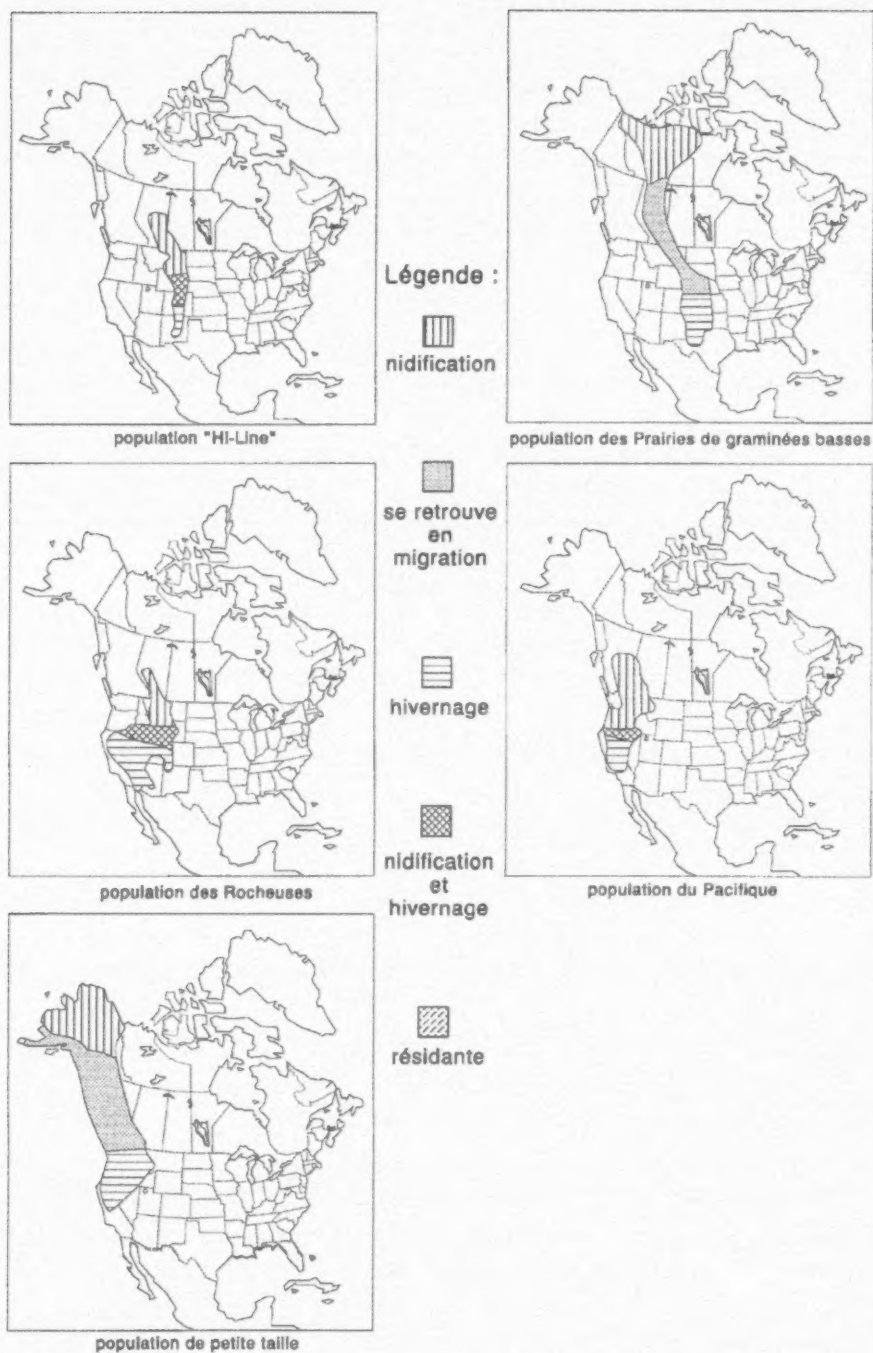 population "Hi-Line"
population des Prairies de graminées basses
Légende :
nidification
se retrouve
en
migration
hivernage
nidification
et
hivernage
résidante
population des Rocheuses
population du Pacifique
population de petite taille